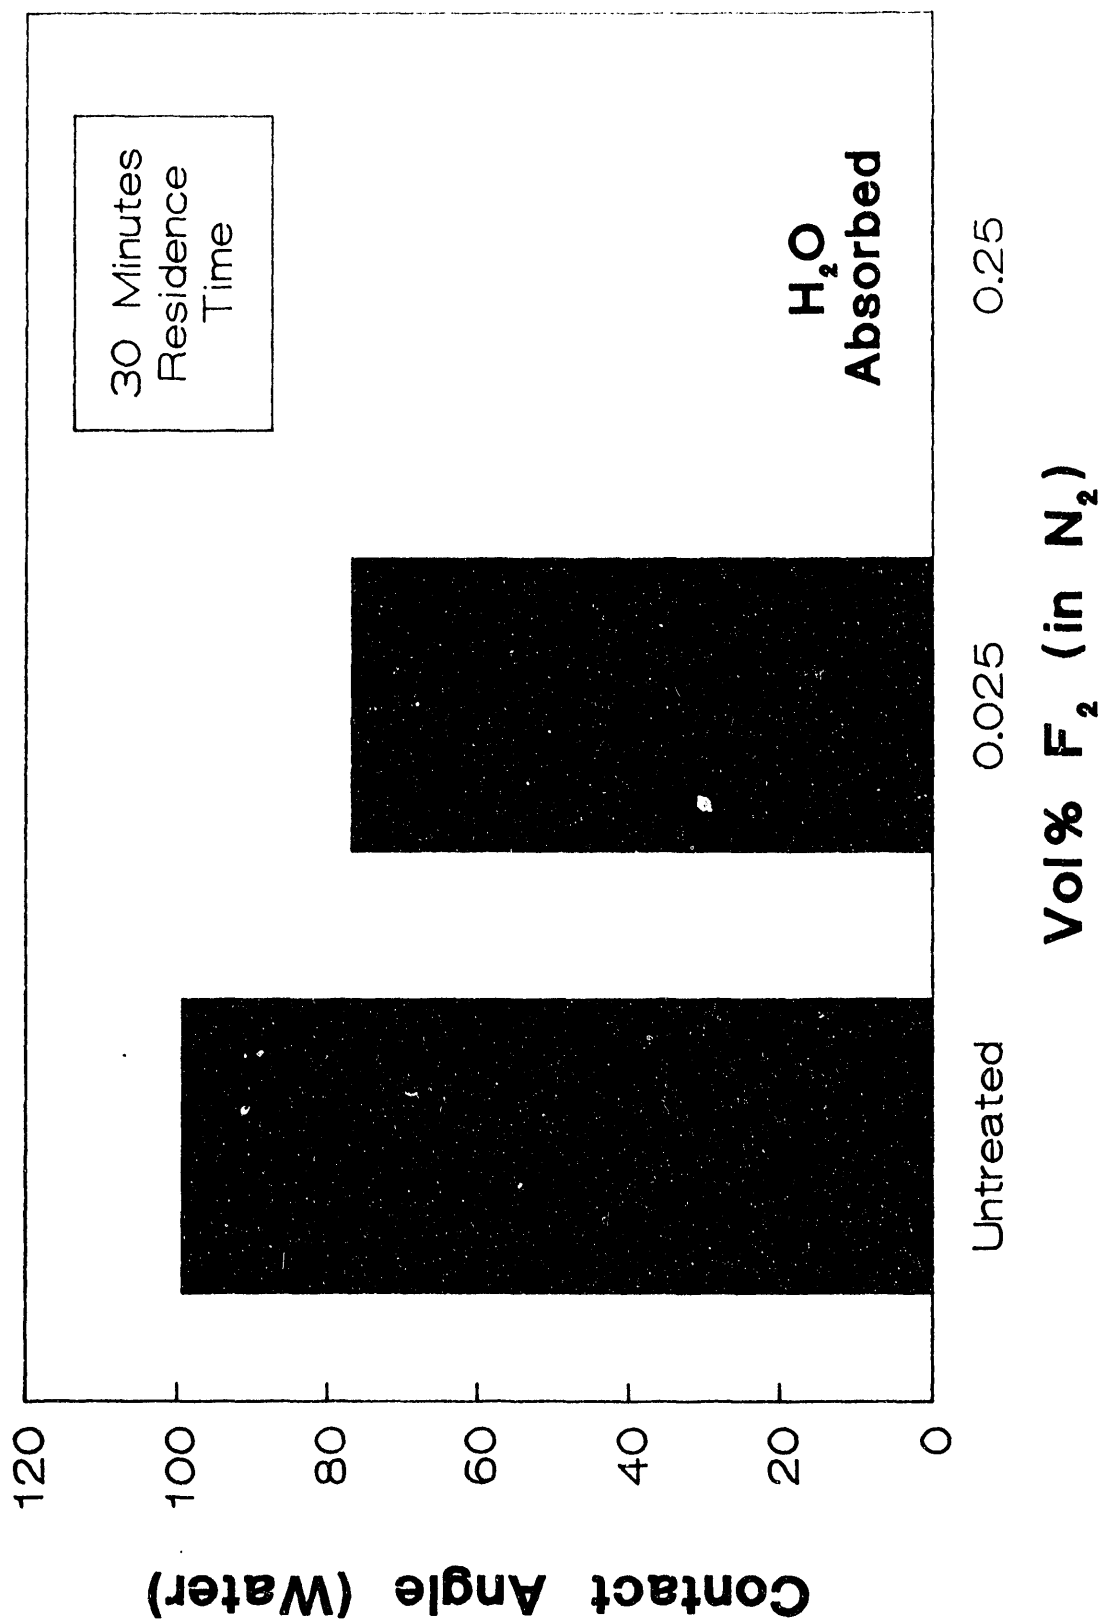 Contact Angle (Water)
120
100
80
60
40
20
0
30 Minutes
Residence
Time
H₂O
Absorbed
Untreated
0.025
0.25
Vol% F₂ (in N₂)